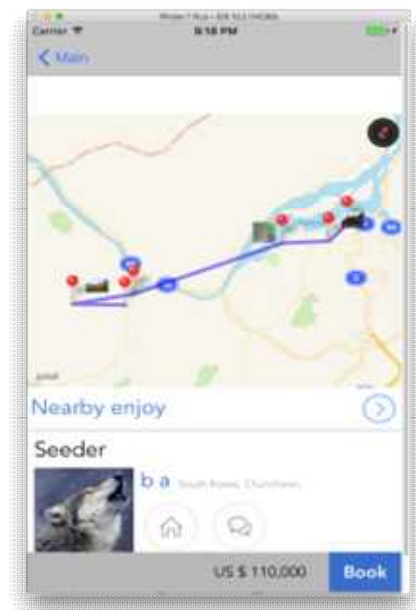 Carrier 9:18 PM
Main
Nearby enjoy
Seeder
b a South Korea, Chuncheon
US $ 110,000 Book